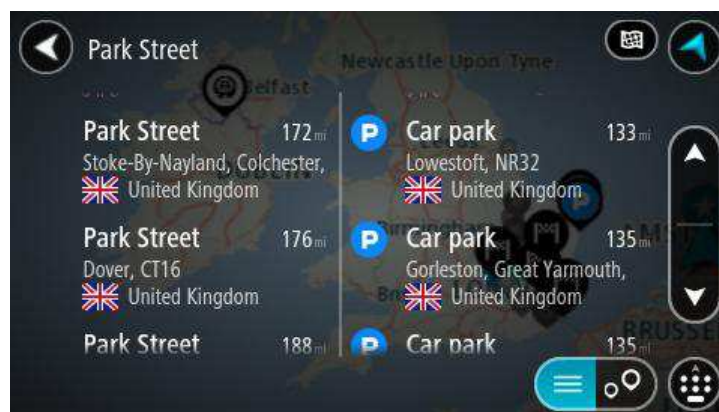 Park Street
Newcastle Upon Tyne
Belfast
Park Street 172 mi
Stoke-By-Nayland, Colchester,
United Kingdom
Park Street 176 mi
Dover, CT16
United Kingdom
Park Street 188 mi
P Car park 133 mi
Lowestoft, NR32
United Kingdom
P Car park 135 mi
Gorleston, Great Yarmouth,
United Kingdom
P Car park 135 mi
DUBLIN
P